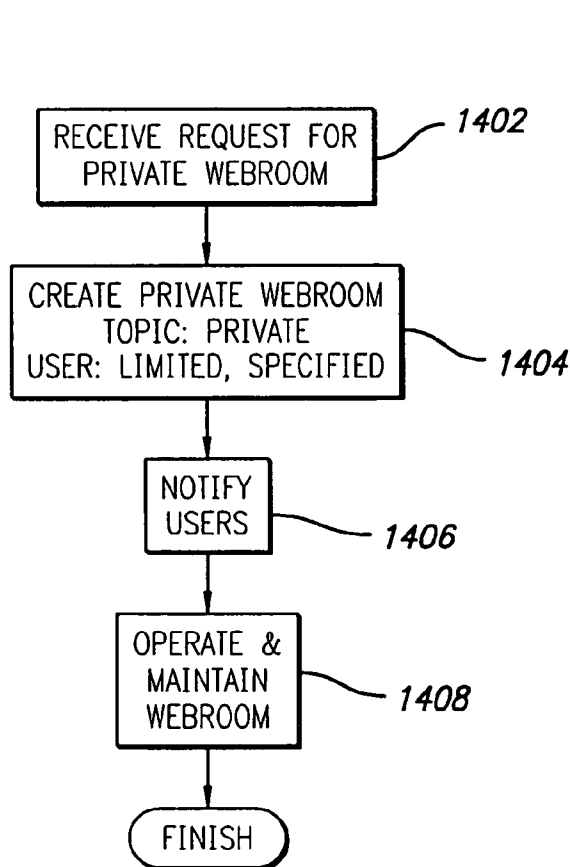 RECEIVE REQUEST FOR
PRIVATE WEBROOM
1402
CREATE PRIVATE WEBROOM
TOPIC: PRIVATE
USER: LIMITED, SPECIFIED
1404
NOTIFY
USERS
1406
OPERATE &
MAINTAIN
WEBROOM
1408
FINISH